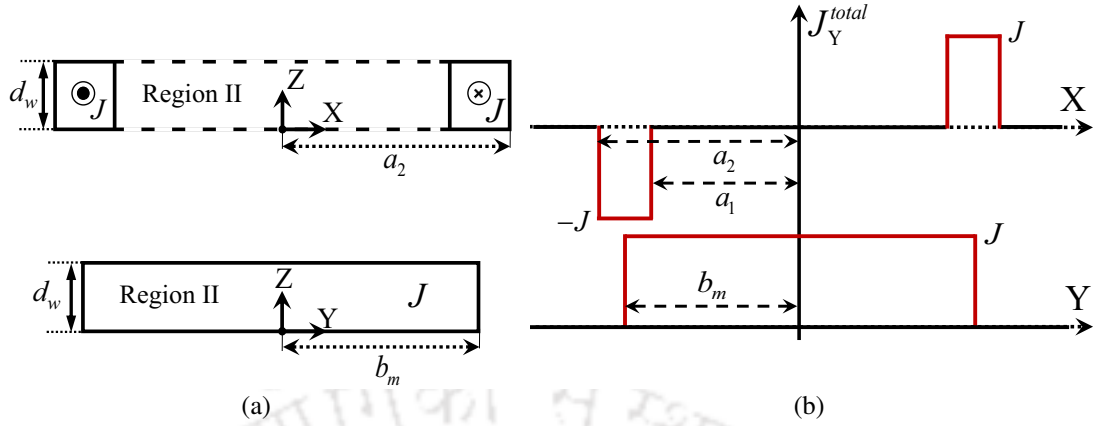 d_w
J
Region II
Z
X
J
a_2
d_w
Region II
Z
Y
J
b_m
(a)
J_Y^{total}
J
X
a_2
a_1
−J
J
b_m
Y
(b)